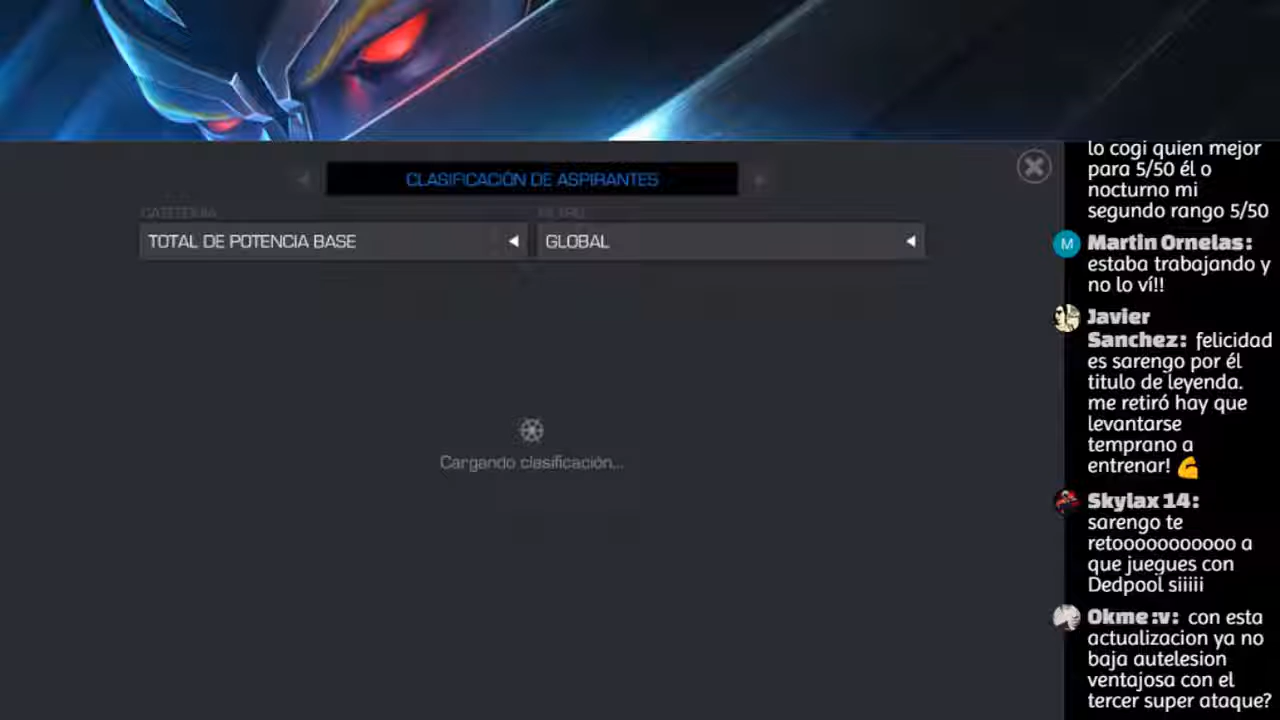 CLASIFICACIÓN DE ASPIRANTES
CATEGORÍA
FILTRO
TOTAL DE POTENCIA BASE
GLOBAL
Cargando clasificación...
lo cogi quien mejor
para 5/50 él o
nocturno mi
segundo rango 5/50
M
Martin Ornelas:
estaba trabajando y
no lo ví!!
Javier
Sanchez: felicidad
es sarengo por él
titulo de leyenda.
me retiró hay que
levantarse
temprano a
entrenar! 💪
Skylax 14:
sarengo te
retooooooooooo a
que juegues con
Dedpool siiiii
Okme :v: con esta
actualizacion ya no
baja autelesion
ventajosa con el
tercer super ataque?